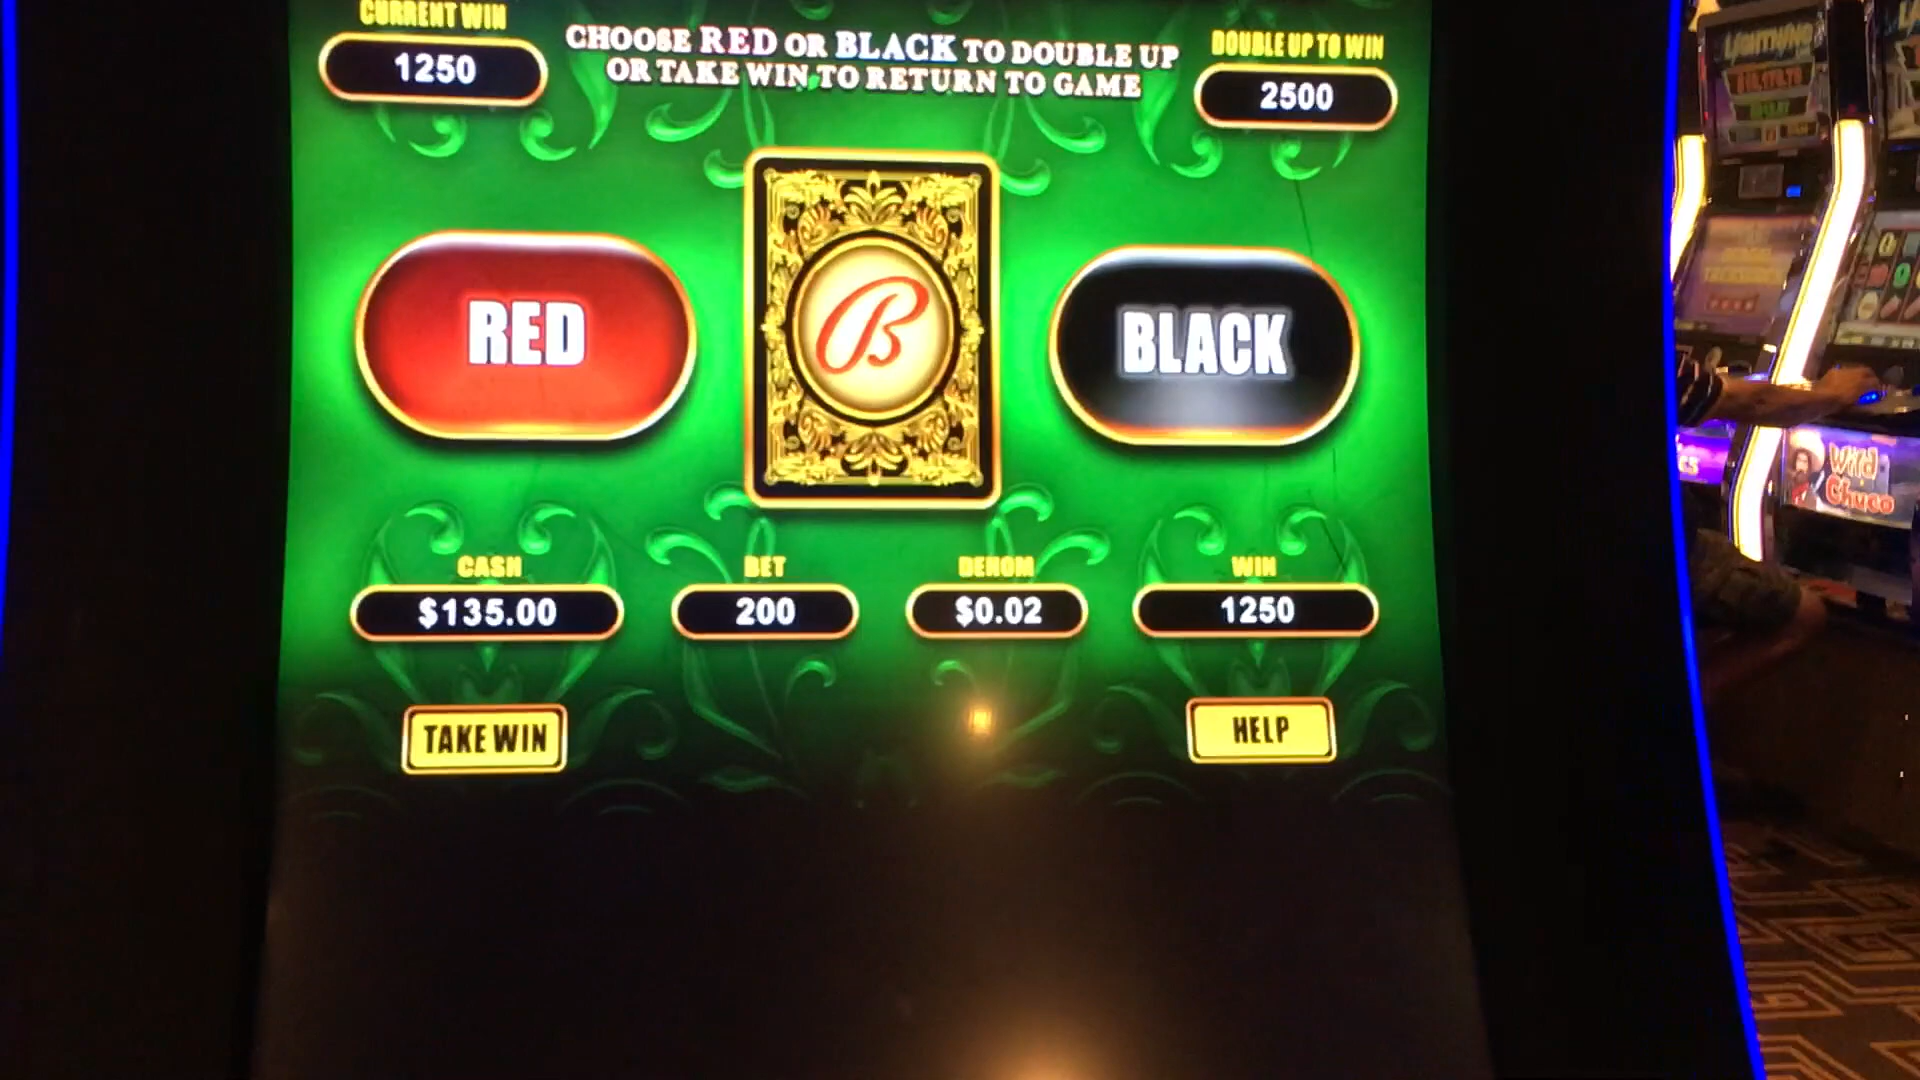 CURRENT WIN
1250
CHOOSE RED OR BLACK TO DOUBLE UP
OR TAKE WIN TO RETURN TO GAME
DOUBLE UP TO WIN
2500
RED
B
BLACK
CASH
$135.00
BET
200
DENOM
$0.02
WIN
1250
TAKE WIN
HELP
LIGHTNING
Wild
Chuco